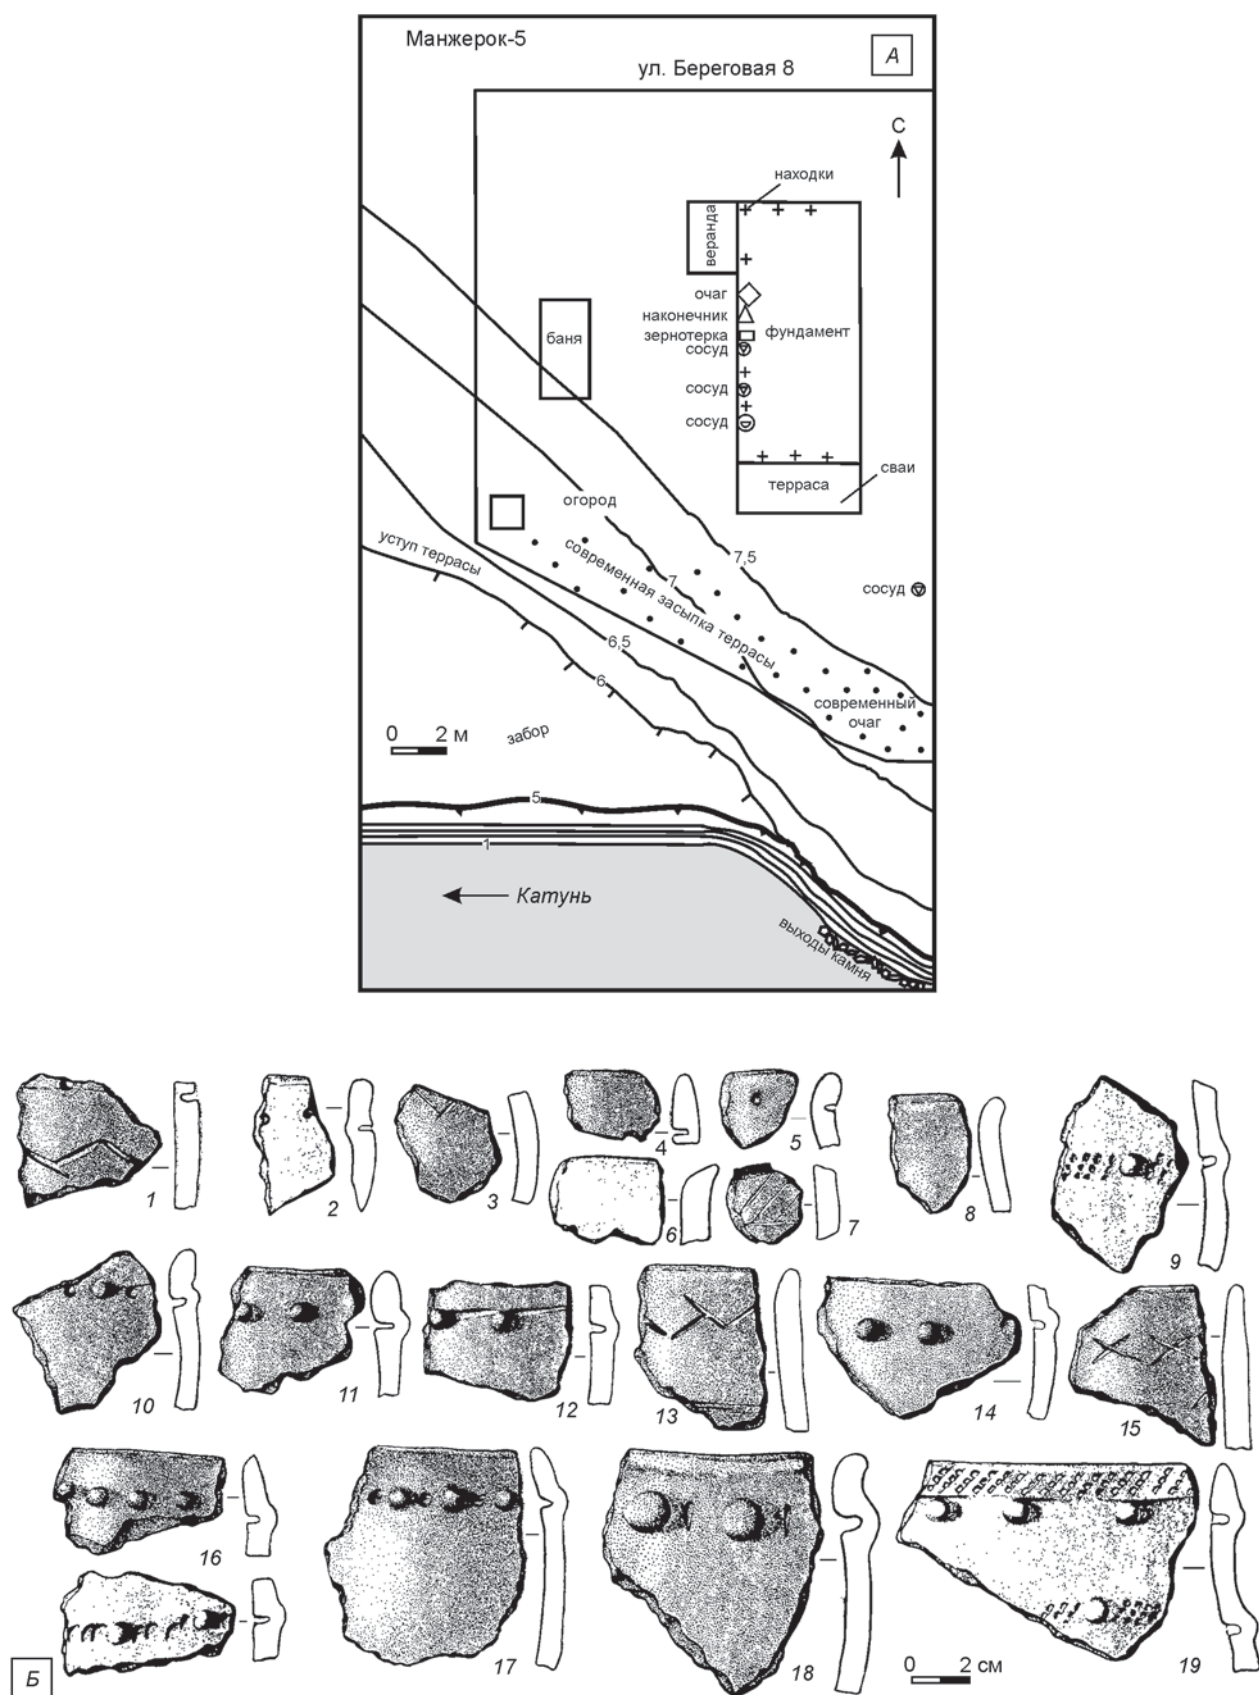 Манжерок-5
ул. Береговая 8
А
С
находки
веранда
очаг
наконечник
зернотерка
фундамент
сосуд
баня
сосуд
сосуд
сваи
терраса
огород
уступ террасы
современная засыпка террасы
7,5
7
сосуд
6,5
6
современный
очаг
0 2 м
забор
5
1
Катунь
выходы камня
1
2
3
4
5
6
7
8
9
10
11
12
13
14
15
16
17
18
19
0 2 см
Б